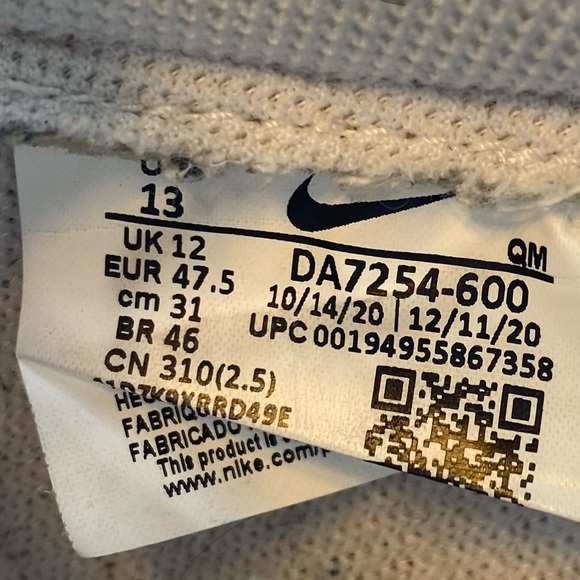 13
QM
UK 12
DA7254-600
EUR 47.5
10/14/20 | 12/11/20
cm 31
UPC 00194955867358
BR 46
CN 310(2.5)
FABRICADO
This product is
www.nike.com/